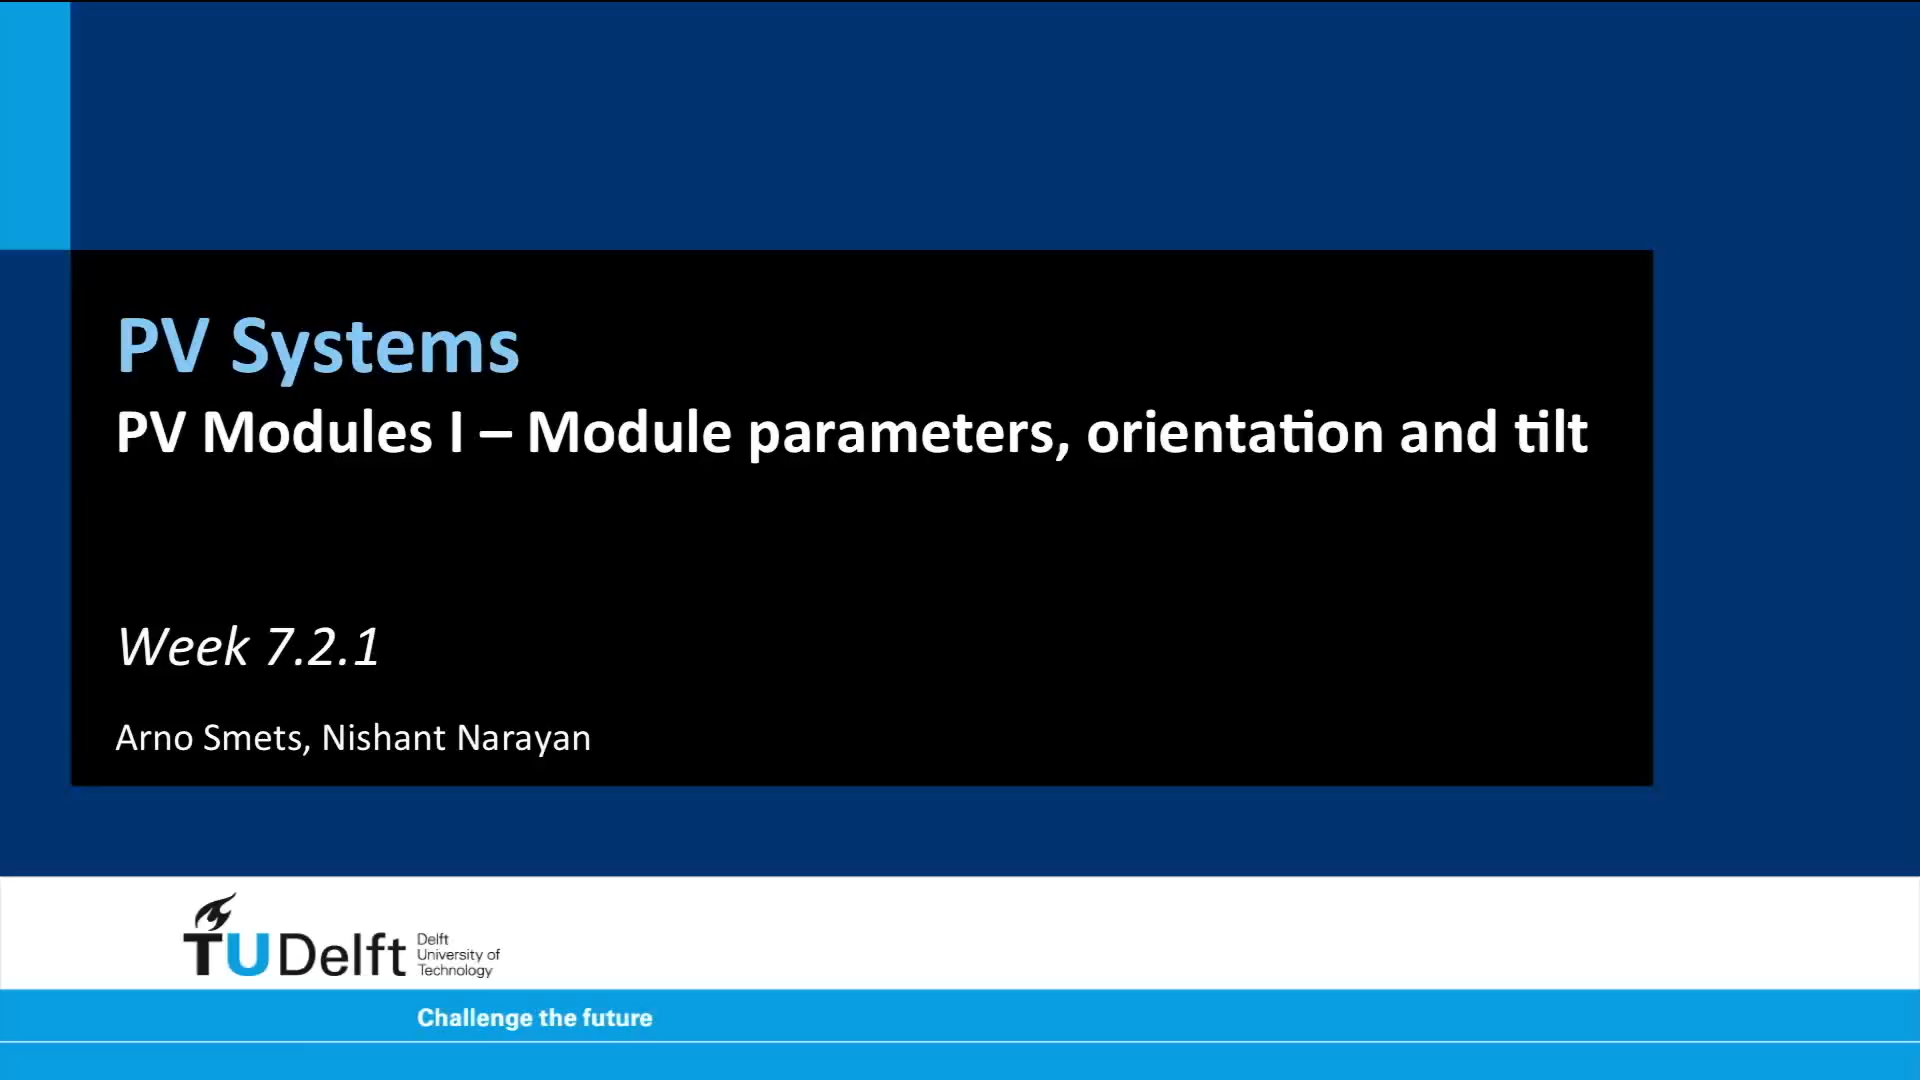 PV Systems
PV Modules I – Module parameters, orientation and tilt
Week 7.2.1
Arno Smets, Nishant Narayan
TUDelft
Delft
University of
Technology
Challenge the future